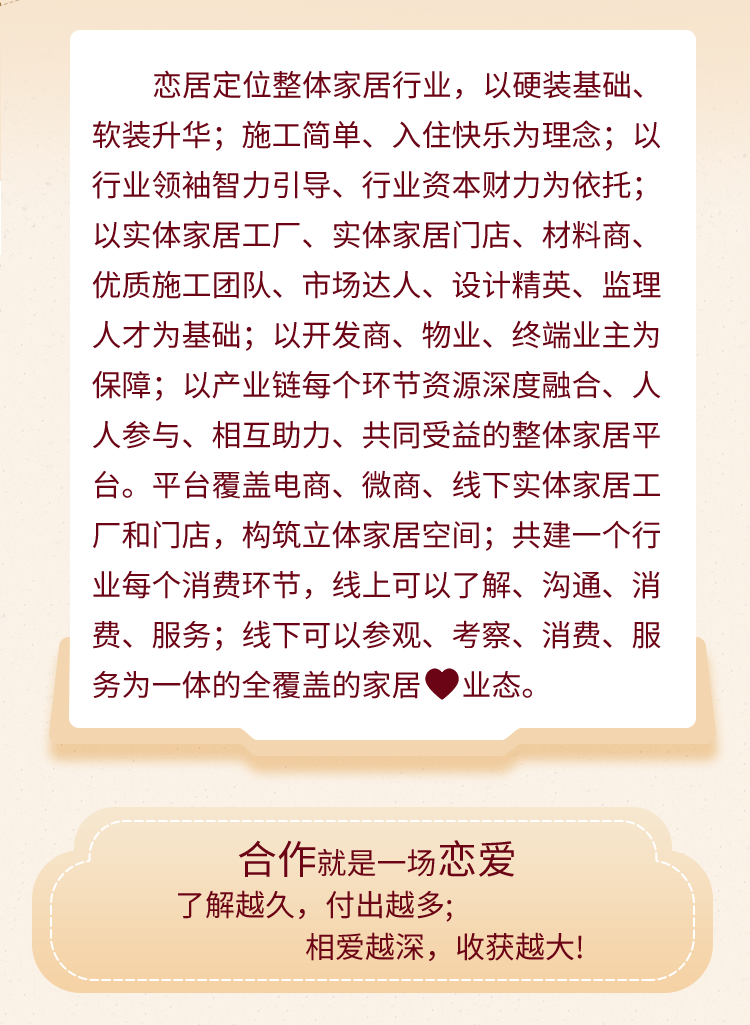 恋居定位整体家居行业，以硬装基础、
软装升华；施工简单、入住快乐为理念；以
行业领袖智力引导、行业资本财力为依托；
以实体家居工厂、实体家居门店、材料商、
优质施工团队、市场达人、设计精英、监理
人才为基础；以开发商、物业、终端业主为
保障；以产业链每个环节资源深度融合、人
人参与、相互助力、共同受益的整体家居平
台。平台覆盖电商、微商、线下实体家居工
厂和门店，构筑立体家居空间；共建一个行
业每个消费环节，线上可以了解、沟通、消
费、服务；线下可以参观、考察、消费、服
务为一体的全覆盖的家居♥业态。
合作就是一场恋爱
了解越久，付出越多;
相爱越深，收获越大!